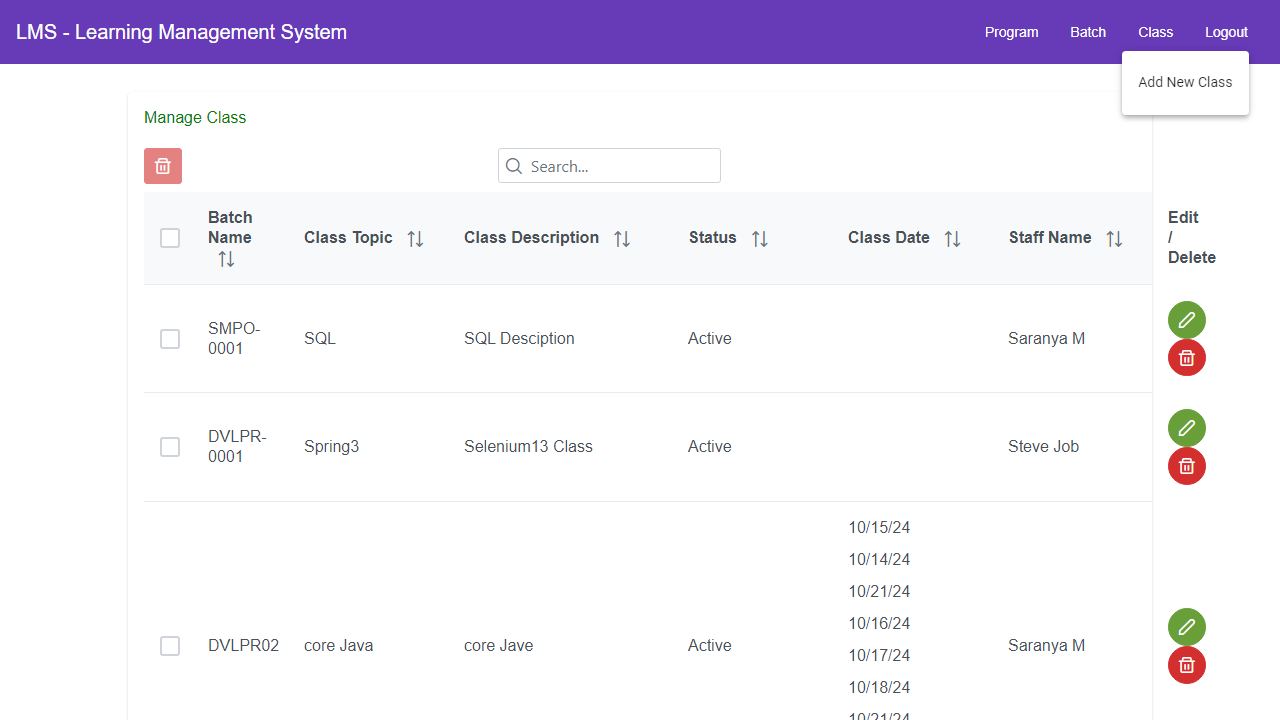 LMS - Learning Management System
Program Batch Class Logout
Add New Class
Manage Class
Search...
Batch Name Class Topic Class Description Status Class Date Staff Name Edit / Delete
SMPO-0001 SQL SQL Desciption Active Saranya M
DVLPR-0001 Spring3 Selenium13 Class Active Steve Job
10/15/24
10/14/24
10/21/24
10/16/24
DVLPR02 core Java core Jave Active Saranya M
10/17/24
10/18/24
10/21/24